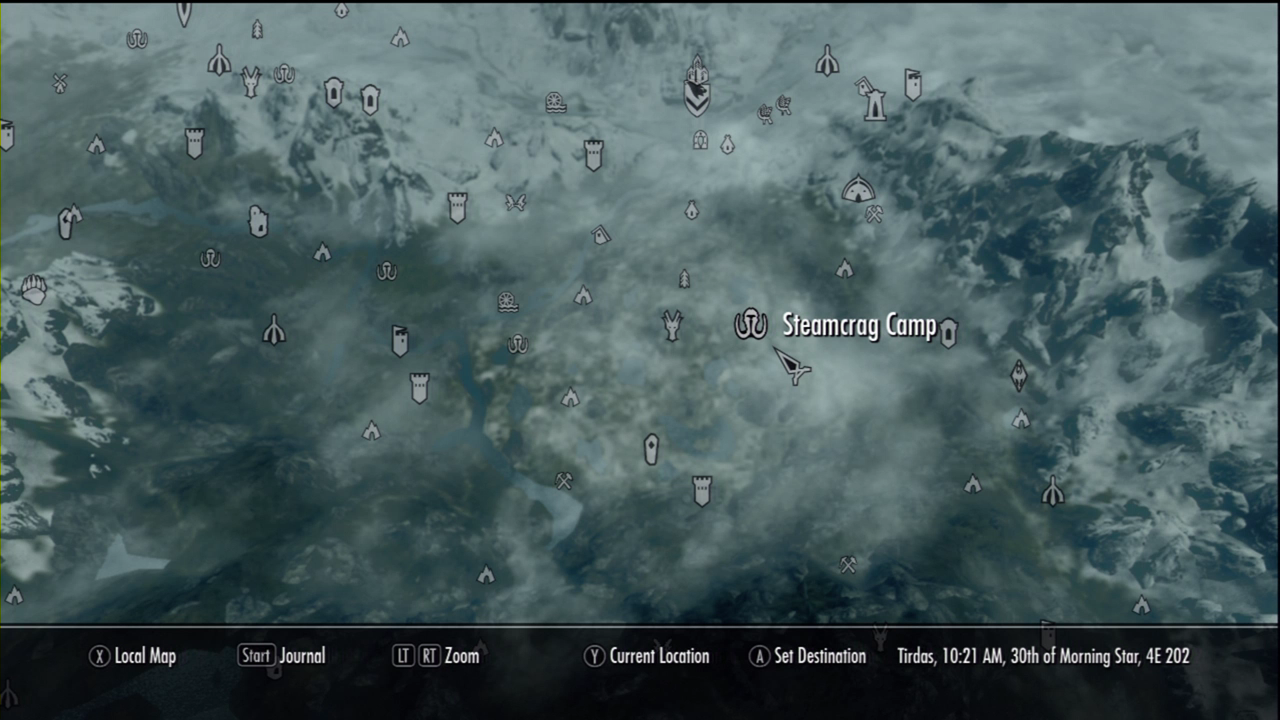 Steamcrag Camp
X Local Map
Start Journal
LT RT Zoom
Y Current Location
A Set Destination
Tirdas, 10:21 AM, 30th of Morning Star, 4E 202